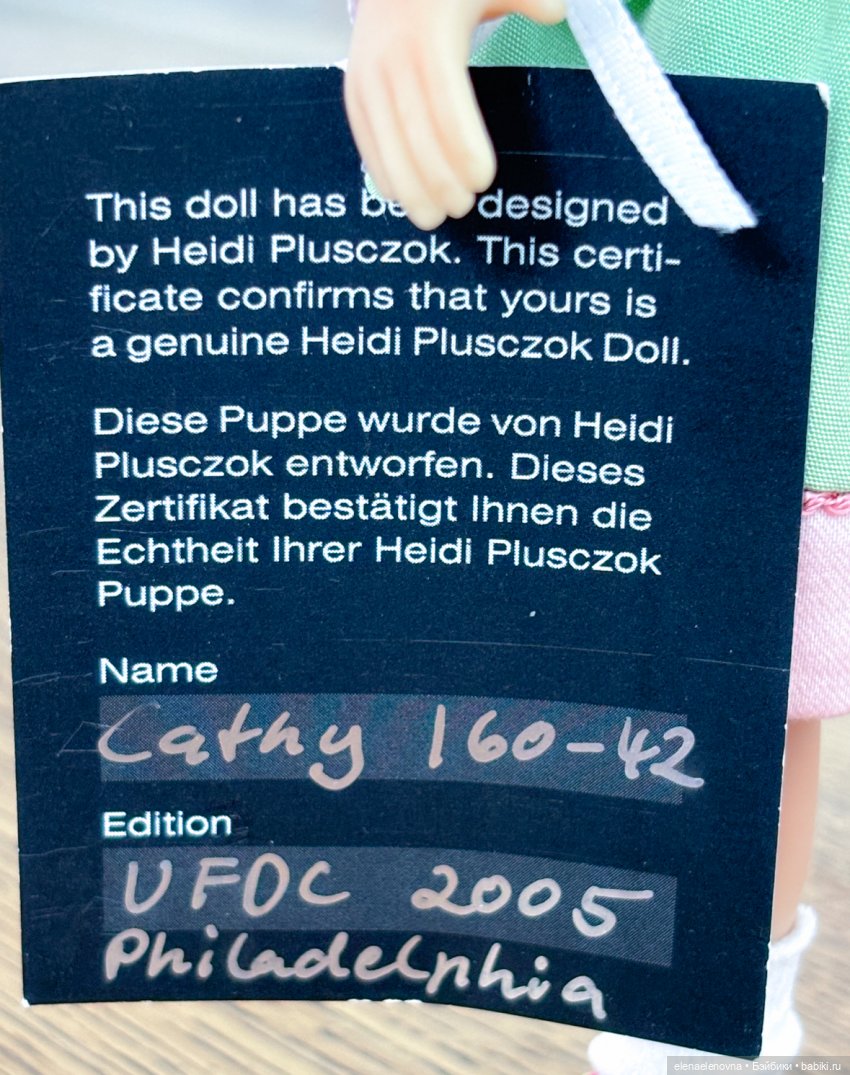 This doll has been designed
by Heidi Plusczok. This certi-
ficate confirms that yours is
a genuine Heidi Plusczok Doll.
Diese Puppe wurde von Heidi
Plusczok entworfen. Dieses
Zertifikat bestätigt Ihnen die
Echtheit Ihrer Heidi Plusczok
Puppe.
Name
Cathy 160-42
Edition
UFDC 2005
Philadelphia
elenaelenovna • Бэйбики • babiki.ru